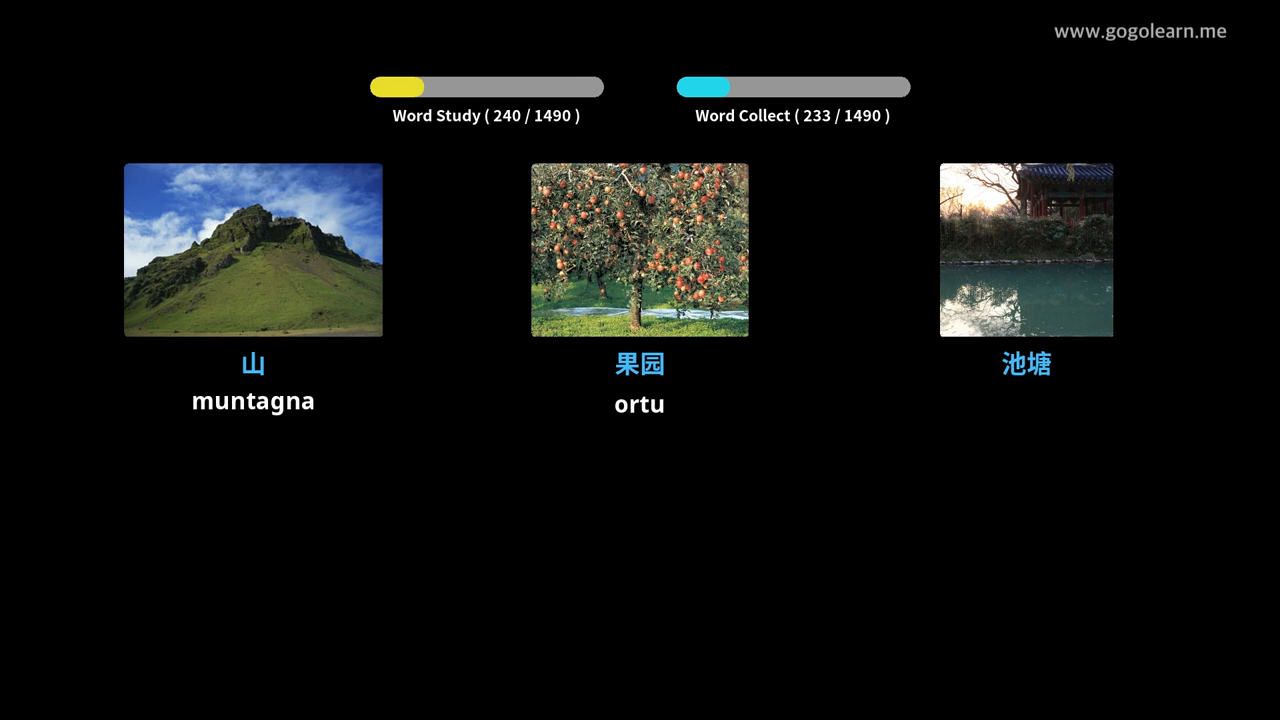 www.gogolearn.me
Word Study ( 240 / 1490 )
Word Collect ( 233 / 1490 )
山
果园
池塘
muntagna
ortu